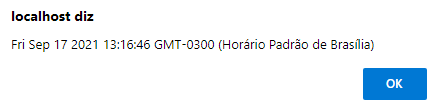 localhost diz
Fri Sep 17 2021 13:16:46 GMT-0300 (Horário Padrão de Brasília)
OK